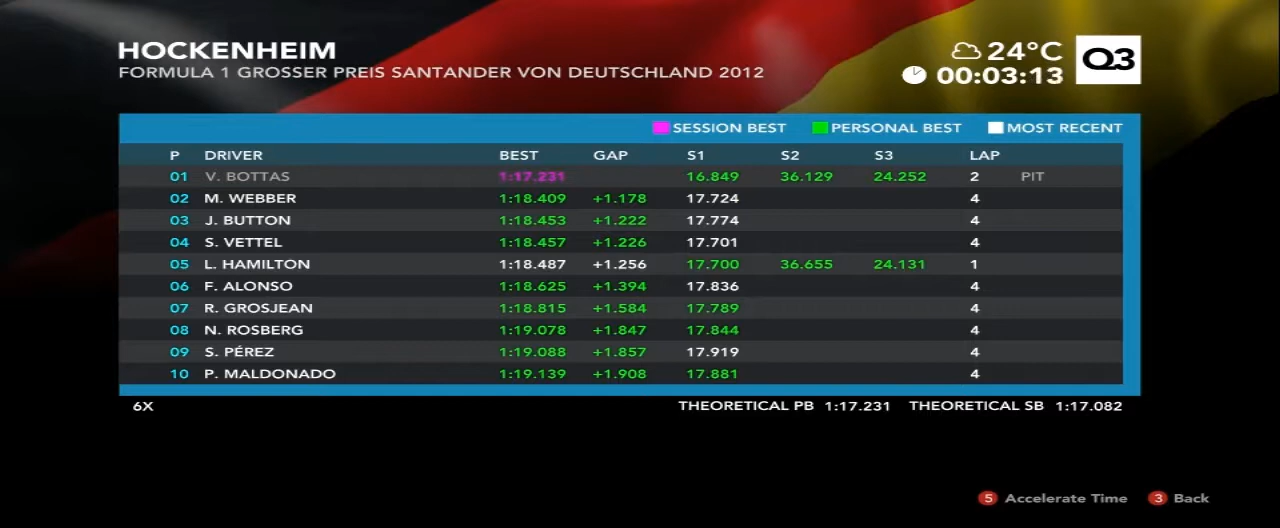 HOCKENHEIM
FORMULA 1 GROSSER PREIS SANTANDER VON DEUTSCHLAND 2012
24°C
00:03:13
Q3
SESSION BEST PERSONAL BEST MOST RECENT
P DRIVER BEST GAP S1 S2 S3 LAP
01 V. BOTTAS 1:17.231 16.849 36.129 24.252 2 PIT
02 M. WEBBER 1:18.409 +1.178 17.724 4
03 J. BUTTON 1:18.453 +1.222 17.774 4
04 S. VETTEL 1:18.457 +1.226 17.701 4
05 L. HAMILTON 1:18.487 +1.256 17.700 36.655 24.131 1
06 F. ALONSO 1:18.625 +1.394 17.836 4
07 R. GROSJEAN 1:18.815 +1.584 17.789 4
08 N. ROSBERG 1:19.078 +1.847 17.844 4
09 S. PÉREZ 1:19.088 +1.857 17.919 4
10 P. MALDONADO 1:19.139 +1.908 17.881 4
6X THEORETICAL PB 1:17.231 THEORETICAL SB 1:17.082
5 Accelerate Time 3 Back